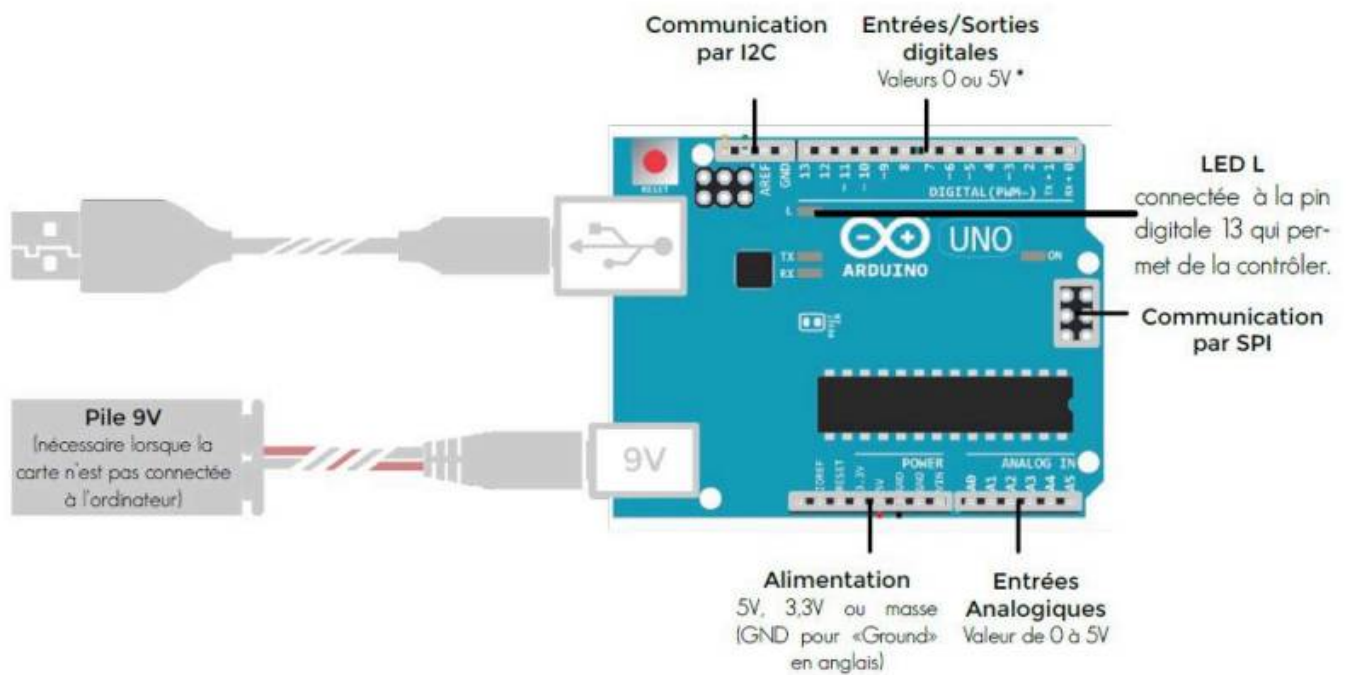 Communication
par I2C
Entrées/Sorties
digitales
Valeurs 0 ou 5V *
RESET
AREF
GND
13
12
~11
~10
~9
8
7
~6
~5
4
~3
2
TX ▸ 1
RX ◂ 0
DIGITAL (PWM~)
L
TX
RX
ARDUINO
UNO
ON
LED L
connectée à la pin
digitale 13 qui per-
met de la contrôler.
Communication
par SPI
Pile 9V
(nécessaire lorsque la
carte n'est pas connectée
à l'ordinateur)
9V
POWER
ANALOG IN
IOREF
RESET
3.3V
5V
GND
GND
VIN
A0
A1
A2
A3
A4
A5
Alimentation
5V, 3,3V ou masse
(GND pour «Ground»
en anglais)
Entrées
Analogiques
Valeur de 0 à 5V